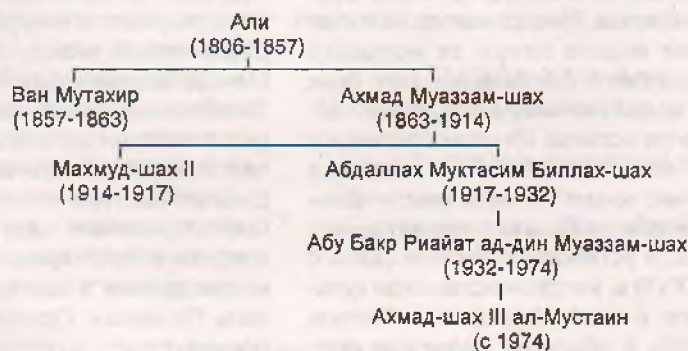 Али
(1806-1857)
Ван Мутахир
(1857-1863)
Ахмад Муаззам-шах
(1863-1914)
Махмуд-шах II
(1914-1917)
Абдаллах Муктасим Биллах-шах
(1917-1932)
Абу Бакр Риайат ад-дин Муаззам-шах
(1932-1974)
Ахмад-шах III ал-Мустаин
(с 1974)